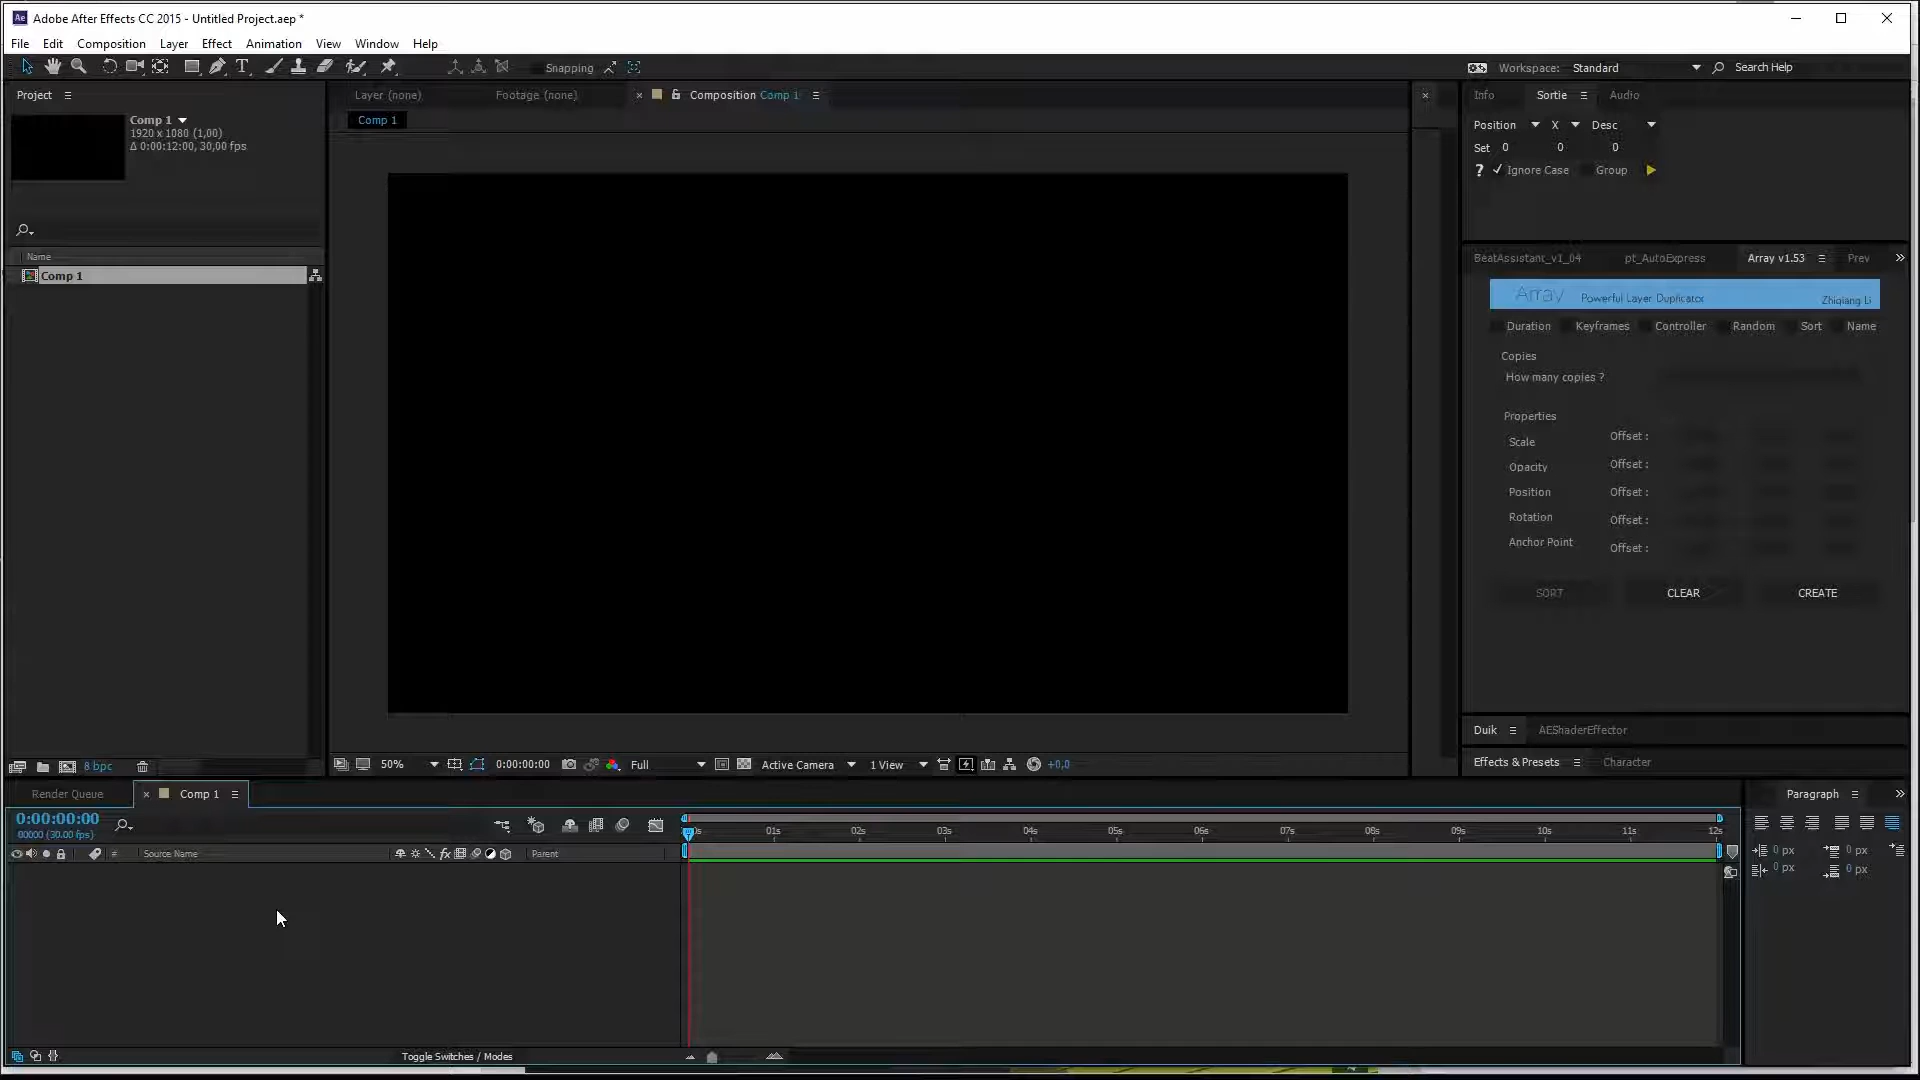 Adobe After Effects CC 2015 - Untitled Project.aep *
File Edit Composition Layer Effect Animation View Window Help
Snapping
Workspace: Standard
Search Help
Project
Comp 1
1920 x 1080 (1,00)
Δ 0:00:12:00, 30,00 fps
Name
Comp 1
8 bpc
Layer (none)
Footage (none)
Composition Comp 1
Comp 1
50%
0:00:00:00
Full
Active Camera
1 View
+0,0
Info
Sortie
Audio
Position X Desc
Set 0 0 0
? Ignore Case Group
BeatAssistant_v1_04
pt_AutoExpress
Array v1.53
Prev
Array Powerful Layer Duplicator Zhiqiang Li
Duration Keyframes Controller Random Sort Name
Copies
How many copies ?
Properties
Scale Offset :
Opacity Offset :
Position Offset :
Rotation Offset :
Anchor Point Offset :
SORT CLEAR CREATE
Duik
AEShaderEffector
Effects & Presets
Character
Render Queue
Comp 1
0:00:00:00
00000 (30.00 fps)
# Source Name
Parent
01s 02s 03s 04s 05s 06s 07s 08s 09s 10s 11s 12s
Toggle Switches / Modes
Paragraph
0 px 0 px
0 px 0 px